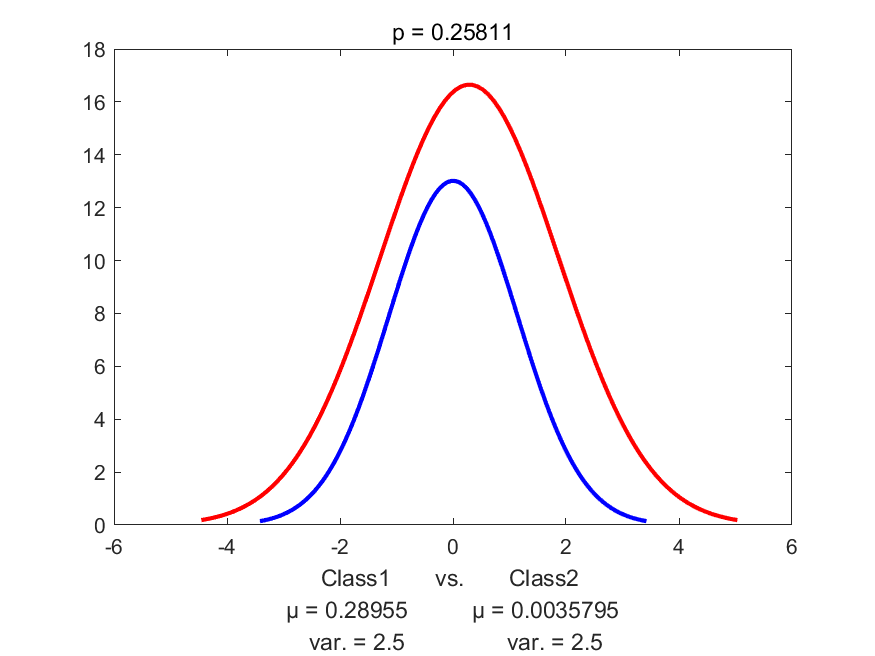 p = 0.25811
18
16
14
12
10
8
6
4
2
0
-6 -4 -2 0 2 4 6
Class1 vs. Class2
μ = 0.28955 μ = 0.0035795
var. = 2.5 var. = 2.5